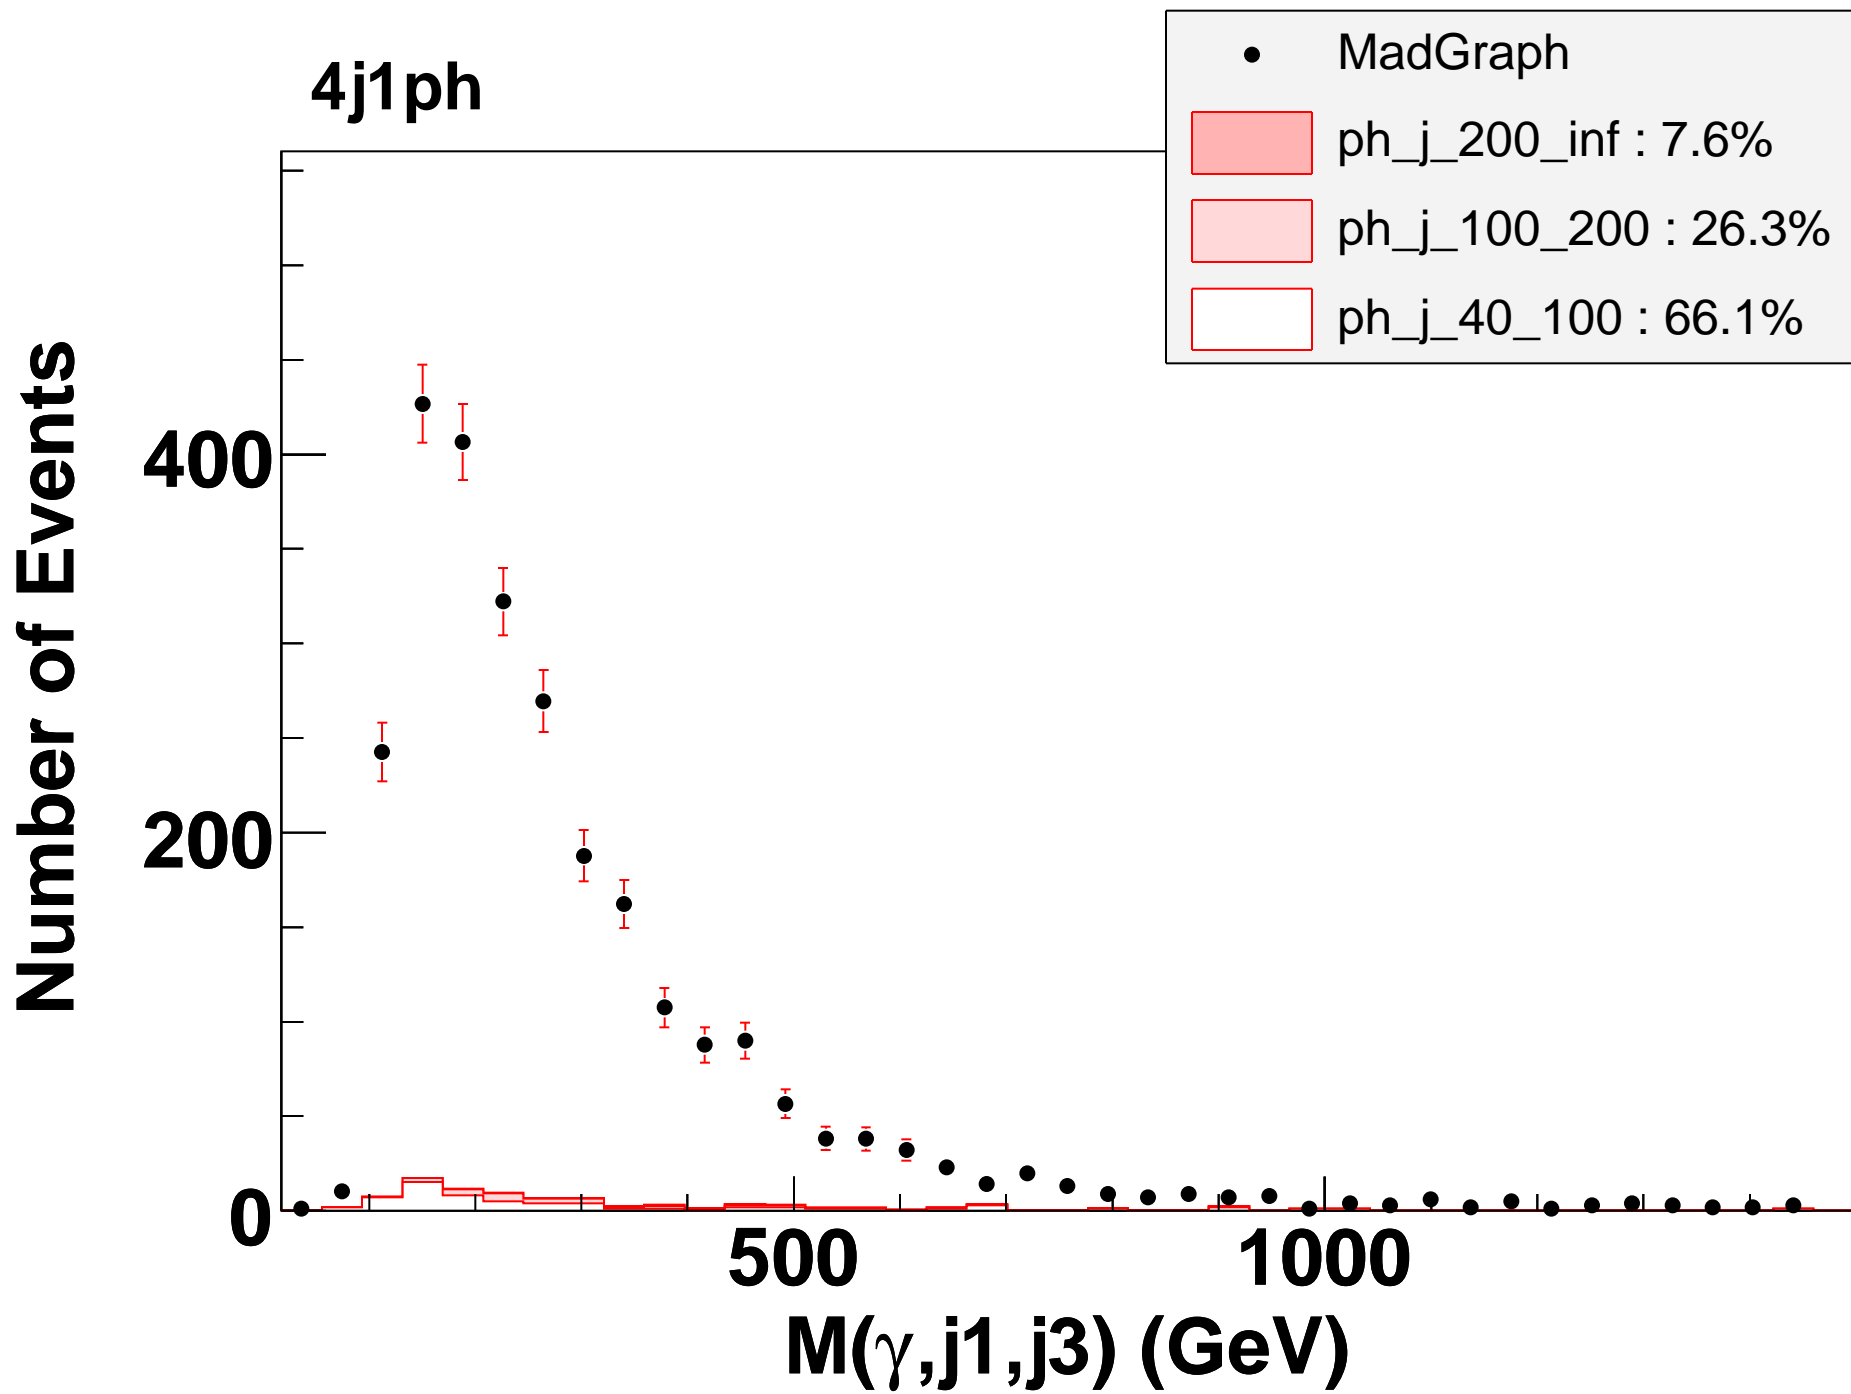 4j1ph
MadGraph
ph_j_200_inf : 7.6%
ph_j_100_200 : 26.3%
ph_j_40_100 : 66.1%
Number of Events
400
200
0
500
1000
M(γ,j1,j3) (GeV)